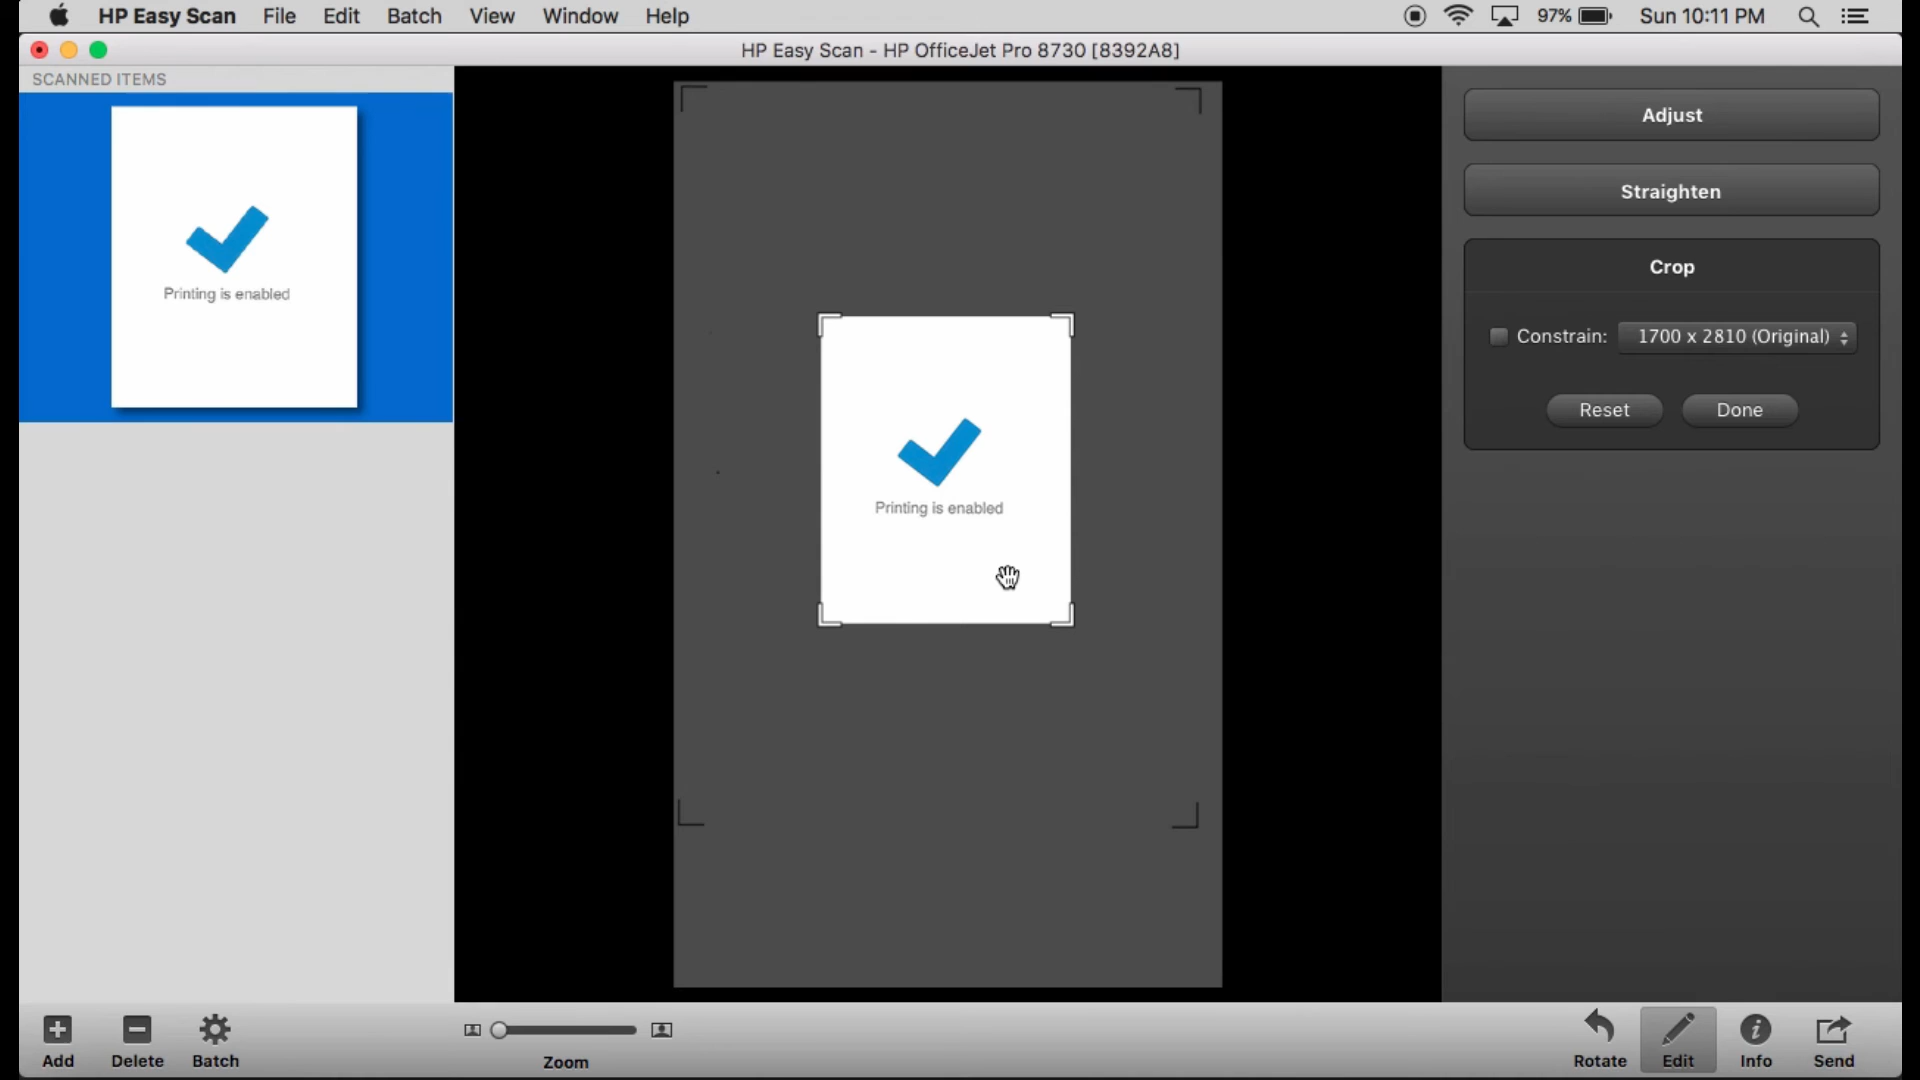 HP Easy Scan File Edit Batch View Window Help 97% Sun 10:11 PM
HP Easy Scan - HP OfficeJet Pro 8730 [8392A8]
SCANNED ITEMS
Printing is enabled
Printing is enabled
Adjust
Straighten
Crop
Constrain: 1700 x 2810 (Original)
Reset Done
Add Delete Batch Zoom Rotate Edit Info Send